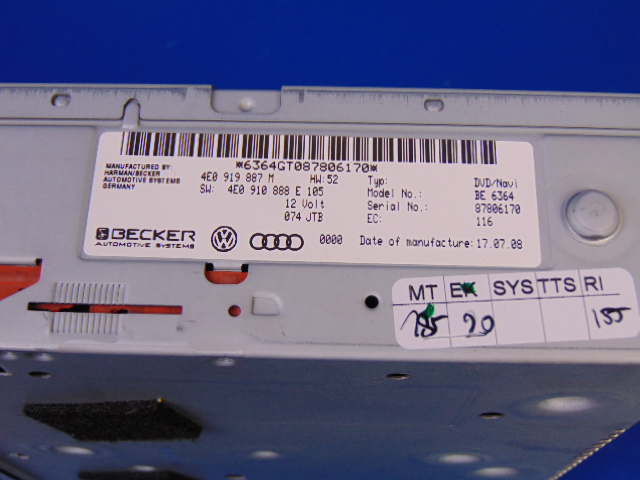 *6364GT087806170*
MANUFACTURED BY:
HARMAN/BECKER
AUTOMOTIVE SYSTEMS
GERMANY
4E0 919 887 M HW:52 Typ: DVD/Navi
SW: 4E0 910 888 E 105 Model No.: BE 6364
12 Volt Serial No.: 87806170
074 JTB EC: 116
BECKER
AUTOMOTIVE SYSTEMS
0000 Date of manufacture: 17.07.08
MT EK SYS TTS RI
20 155